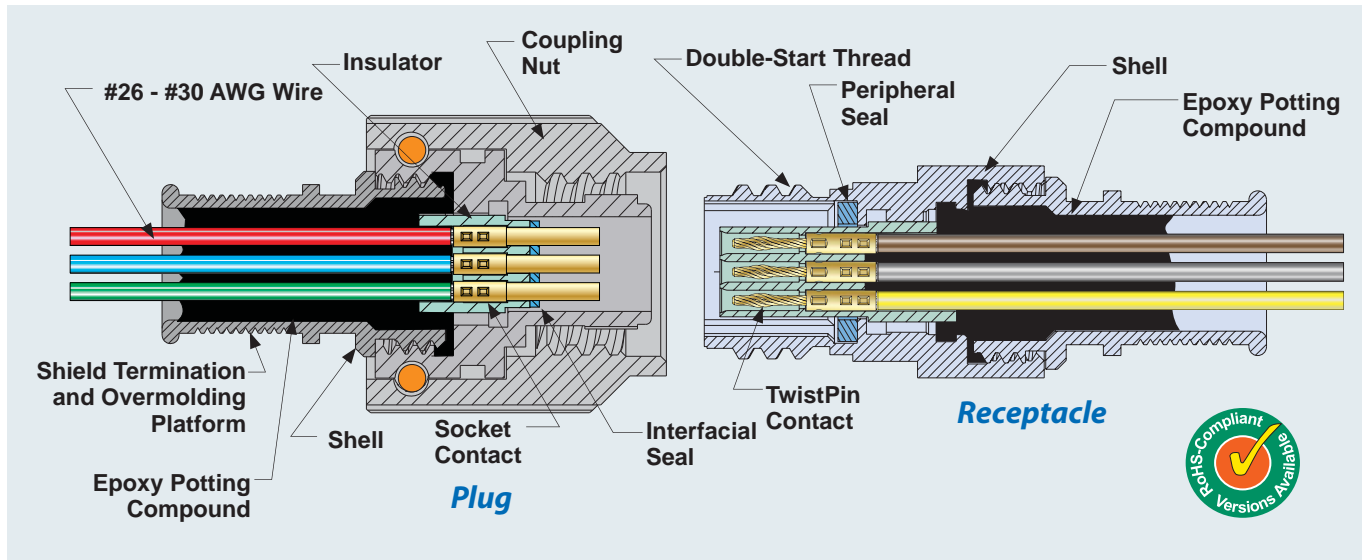 Insulator
Coupling
Nut
#26 - #30 AWG Wire
Shield Termination
and Overmolding
Platform
Shell
Epoxy Potting
Compound
Socket
Contact
Interfacial
Seal
Plug
Double-Start Thread
Peripheral
Seal
Shell
Epoxy Potting
Compound
TwistPin
Contact
Receptacle
RoHS-Compliant
Versions Available